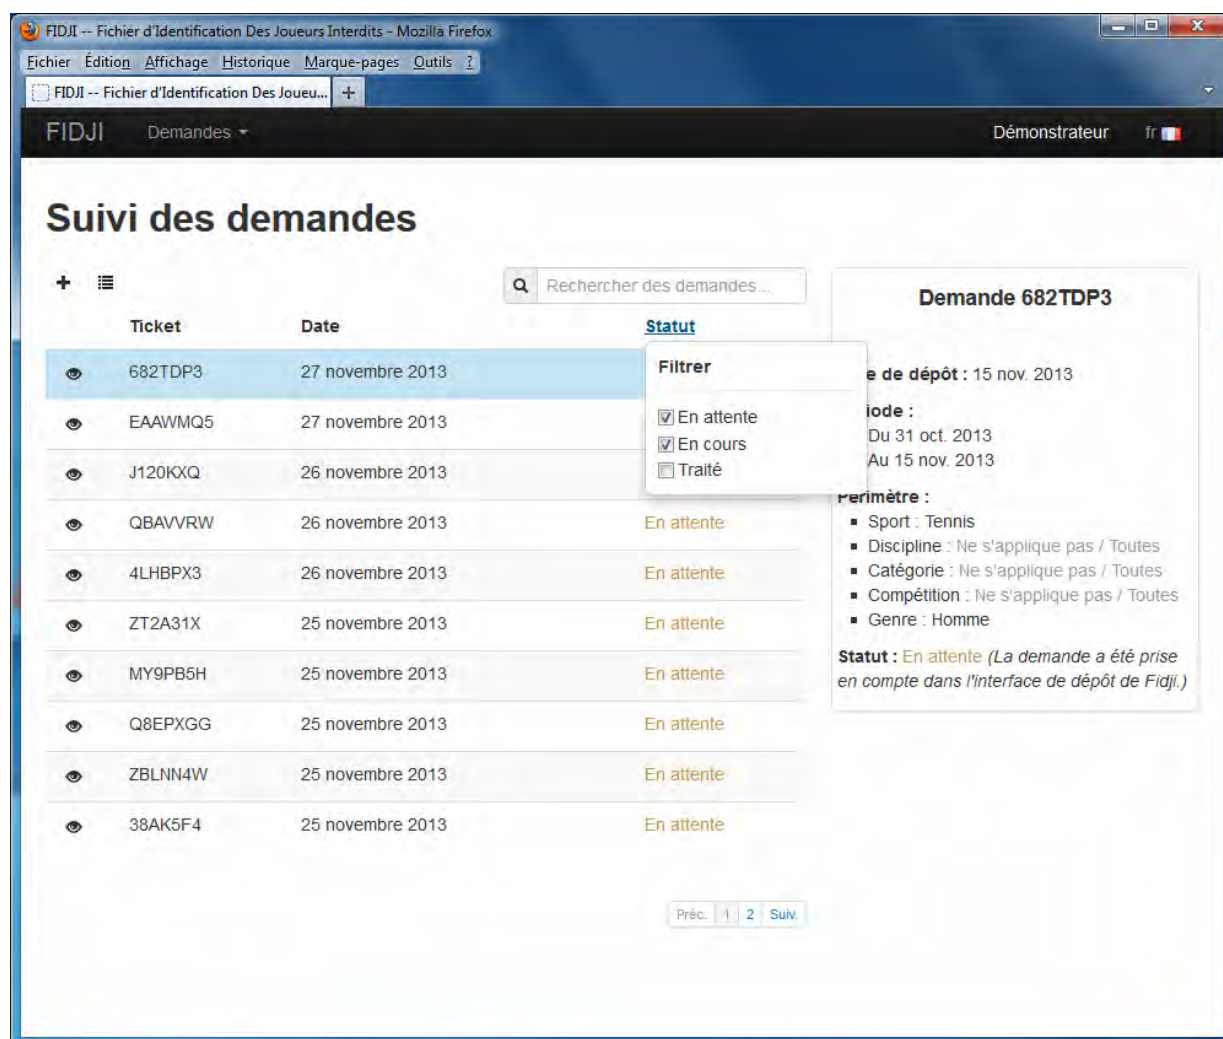 FIDJI -- Fichier d'Identification Des Joueurs Interdits - Mozilla Firefox
Fichier Édition Affichage Historique Marque-pages Outils ?
FIDJI -- Fichier d'Identification Des Joueu... +
FIDJI Demandes Démonstrateur fr
Suivi des demandes
Rechercher des demandes...
Ticket Date Statut
682TDP3 27 novembre 2013
EAAWMQ5 27 novembre 2013
J120KXQ 26 novembre 2013
QBAVVRW 26 novembre 2013 En attente
4LHBPX3 26 novembre 2013 En attente
ZT2A31X 25 novembre 2013 En attente
MY9PB5H 25 novembre 2013 En attente
Q8EPXGG 25 novembre 2013 En attente
ZBLNN4W 25 novembre 2013 En attente
38AK5F4 25 novembre 2013 En attente
Filtrer
En attente
En cours
Traité
Préc. 1 2 Suiv.
Demande 682TDP3
e de dépôt : 15 nov. 2013
iode :
Du 31 oct. 2013
Au 15 nov. 2013
Périmètre :
Sport : Tennis
Discipline : Ne s'applique pas / Toutes
Catégorie : Ne s'applique pas / Toutes
Compétition : Ne s'applique pas / Toutes
Genre : Homme
Statut : En attente (La demande a été prise
en compte dans l'interface de dépôt de Fidji.)